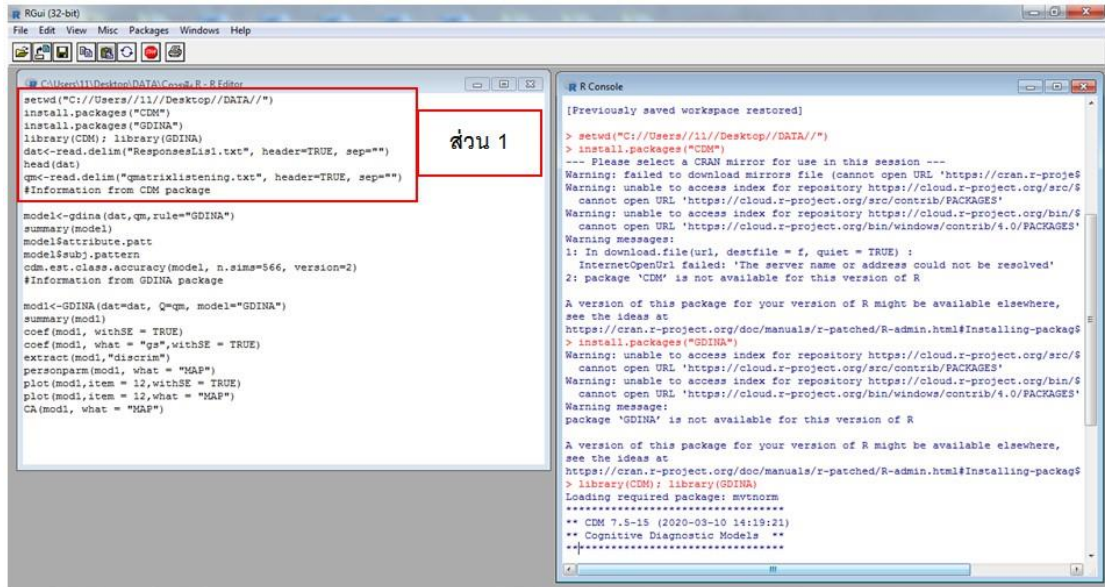 RGui (32-bit)
File Edit View Misc Packages Windows Help
C:\Users\11\Desktop\DATA\ R - R Editor
setwd("C://Users//11//Desktop//DATA//")
install.packages("CDM")
install.packages("GDINA")
library(CDM); library(GDINA)
dat<-read.delim("ResponsesLis1.txt", header=TRUE, sep="")
head(dat)
qm<-read.delim("qmatrixlistening.txt", header=TRUE, sep="")
#Information from CDM package
model<-gdina(dat,qm,rule="GDINA")
summary(model)
model$attribute.patt
model$subj.pattern
cdm.est.class.accuracy(model, n.sims=566, version=2)
#Information from GDINA package
mod1<-GDINA(dat=dat, Q=qm, model="GDINA")
summary(mod1)
coef(mod1, withSE = TRUE)
coef(mod1, what = "gs",withSE = TRUE)
extract(mod1,"discrim")
personparm(mod1, what = "MAP")
plot(mod1,item = 12,withSE = TRUE)
plot(mod1,item = 12,what = "MAP")
CA(mod1, what = "MAP")
ส่วน 1
R Console
[Previously saved workspace restored]
> setwd("C://Users//11//Desktop//DATA//")
> install.packages("CDM")
--- Please select a CRAN mirror for use in this session ---
Warning: failed to download mirrors file (cannot open URL 'https://cran.r-proje$
Warning: unable to access index for repository https://cloud.r-project.org/src/$
cannot open URL 'https://cloud.r-project.org/src/contrib/PACKAGES'
Warning: unable to access index for repository https://cloud.r-project.org/bin/$
cannot open URL 'https://cloud.r-project.org/bin/windows/contrib/4.0/PACKAGES'
Warning messages:
1: In download.file(url, destfile = f, quiet = TRUE) :
InternetOpenUrl failed: 'The server name or address could not be resolved'
2: package ‘CDM’ is not available for this version of R
A version of this package for your version of R might be available elsewhere,
see the ideas at
https://cran.r-project.org/doc/manuals/r-patched/R-admin.html#Installing-packag$
> install.packages("GDINA")
Warning: unable to access index for repository https://cloud.r-project.org/src/$
cannot open URL 'https://cloud.r-project.org/src/contrib/PACKAGES'
Warning: unable to access index for repository https://cloud.r-project.org/bin/$
cannot open URL 'https://cloud.r-project.org/bin/windows/contrib/4.0/PACKAGES'
Warning message:
package ‘GDINA’ is not available for this version of R
A version of this package for your version of R might be available elsewhere,
see the ideas at
https://cran.r-project.org/doc/manuals/r-patched/R-admin.html#Installing-packag$
> library(CDM); library(GDINA)
Loading required package: mvtnorm
**********************************
** CDM 7.5-15 (2020-03-10 14:19:21)
** Cognitive Diagnostic Models **
**********************************